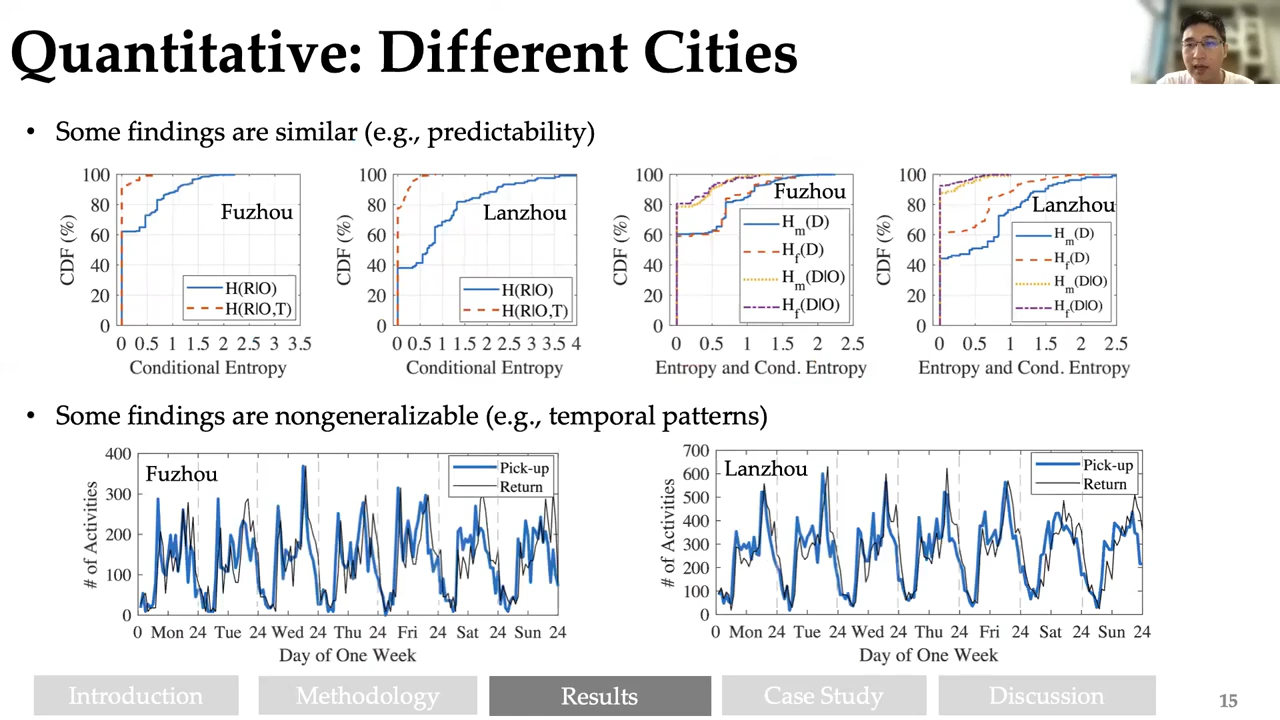 Quantitative: Different Cities
• Some findings are similar (e.g., predictability)
100
80
60
40
20
0
CDF (%)
Fuzhou
H(R|O)
H(R|O,T)
0 0.5 1 1.5 2 2.5 3 3.5
Conditional Entropy
100
80
60
40
20
0
CDF (%)
Lanzhou
H(R|O)
H(R|O,T)
0 0.5 1 1.5 2 2.5 3 3.5 4
Conditional Entropy
100
80
60
40
20
0
CDF (%)
Fuzhou
Hm(D)
Hf(D)
Hm(D|O)
Hf(D|O)
0 0.5 1 1.5 2 2.5
Entropy and Cond. Entropy
100
80
60
40
20
0
CDF (%)
Lanzhou
Hm(D)
Hf(D)
Hm(D|O)
Hf(D|O)
0 0.5 1 1.5 2 2.5
Entropy and Cond. Entropy
• Some findings are nongeneralizable (e.g., temporal patterns)
400
300
200
100
0
# of Activities
Fuzhou
Pick-up
Return
0 Mon 24 Tue 24 Wed 24 Thu 24 Fri 24 Sat 24 Sun 24
Day of One Week
700
600
500
400
300
200
100
0
# of Activities
Lanzhou
Pick-up
Return
0 Mon 24 Tue 24 Wed 24 Thu 24 Fri 24 Sat 24 Sun 24
Day of One Week
Introduction Methodology Results Case Study Discussion
15